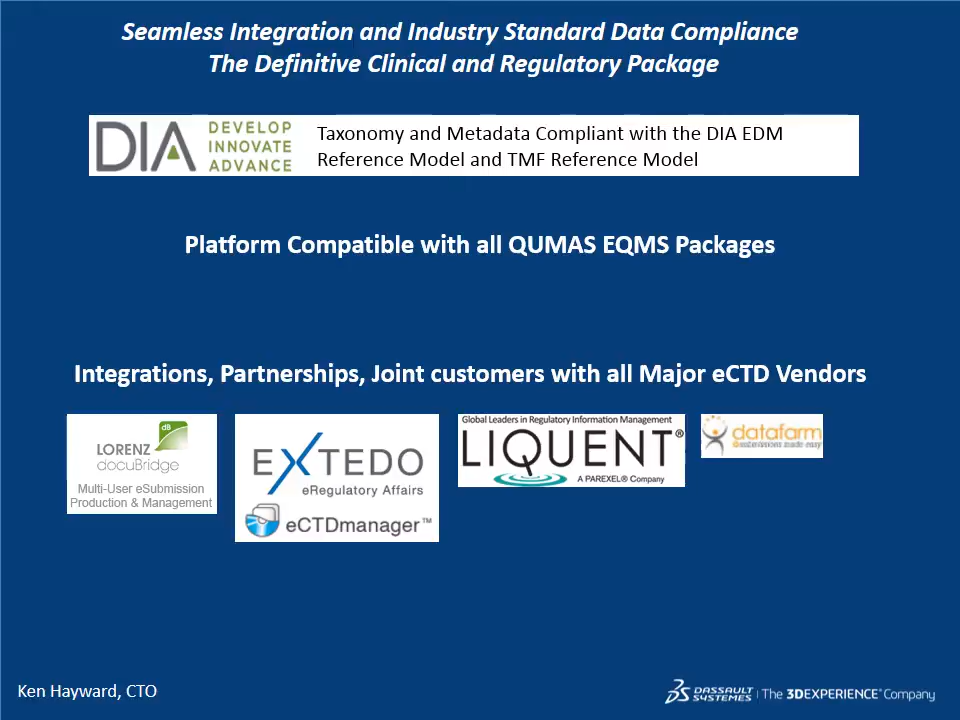 Seamless Integration and Industry Standard Data Compliance
The Definitive Clinical and Regulatory Package
DIA DEVELOP
INNOVATE
ADVANCE
Taxonomy and Metadata Compliant with the DIA EDM
Reference Model and TMF Reference Model
Platform Compatible with all QUMAS EQMS Packages
Integrations, Partnerships, Joint customers with all Major eCTD Vendors
dB
LORENZ
docuBridge
Multi-User eSubmission
Production & Management
EXTEDO
eRegulatory Affairs
eCTDmanager™
Global Leaders in Regulatory Information Management
LIQUENT®
A PAREXEL® Company
datafarm
esubmissions made easy
Ken Hayward, CTO
DASSAULT
SYSTEMES | The 3DEXPERIENCE® Company